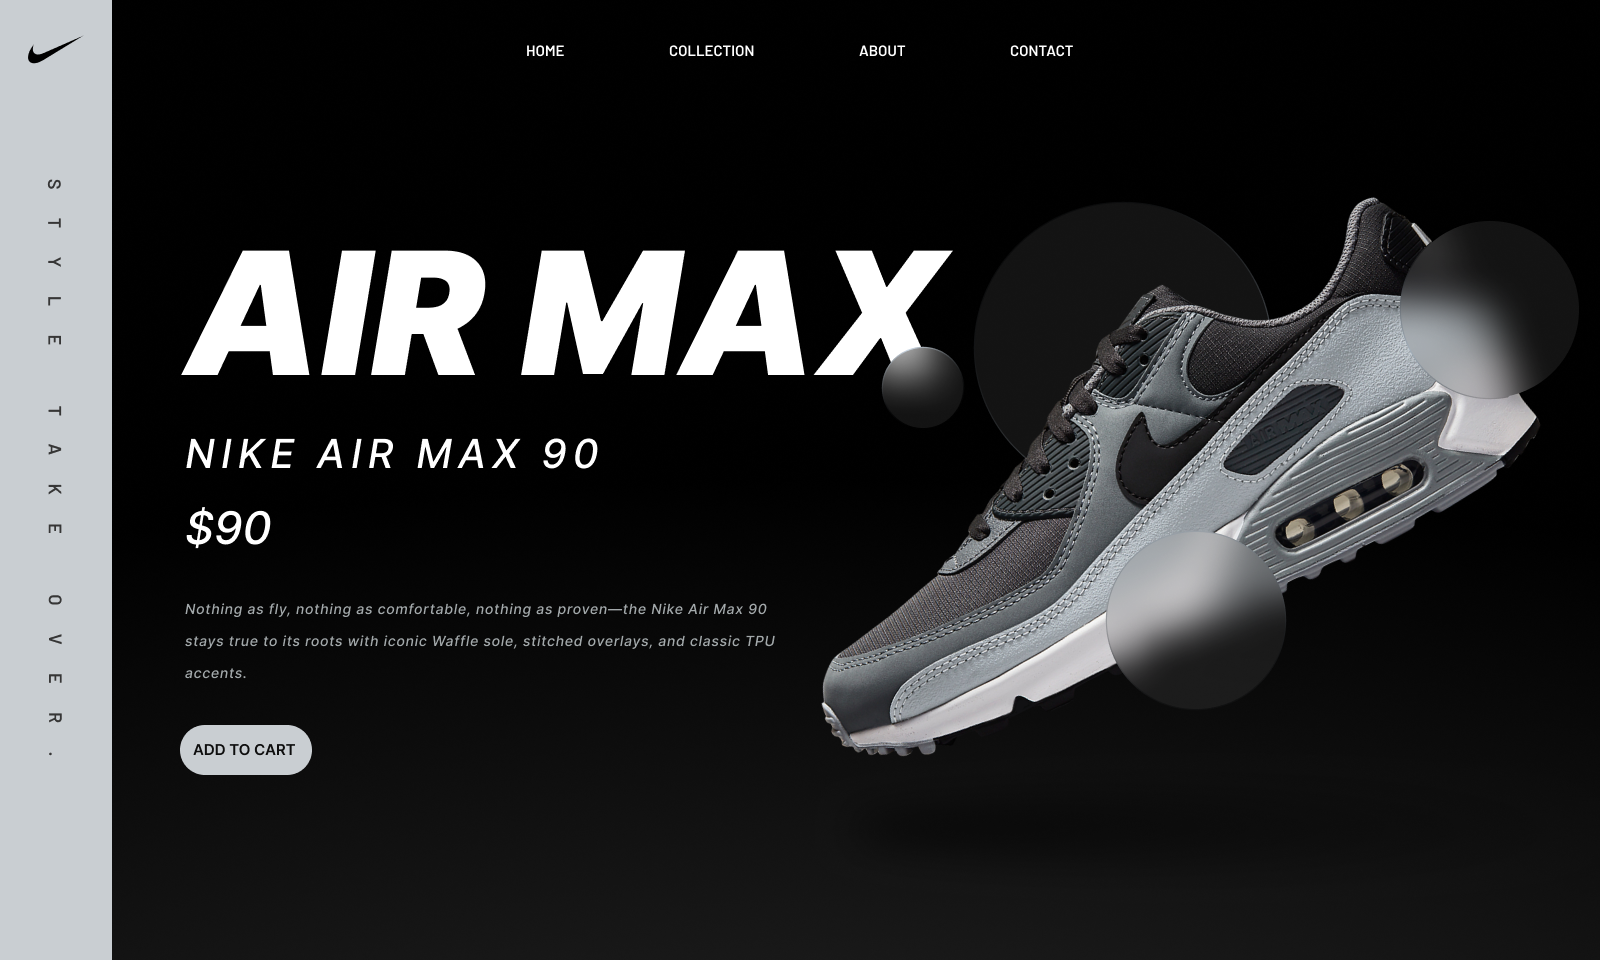 HOME COLLECTION ABOUT CONTACT
STYLE TAKE OVER.
AIR MAX
NIKE AIR MAX 90
$90
Nothing as fly, nothing as comfortable, nothing as proven—the Nike Air Max 90
stays true to its roots with iconic Waffle sole, stitched overlays, and classic TPU
accents.
ADD TO CART